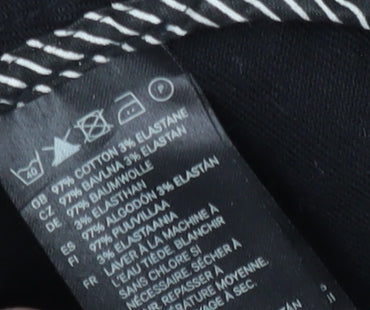 40
P
GB 97% COTTON 3% ELASTANE
CZ 97% BAVLNA 3% ELASTAN
DE 97% BAUMWOLLE
3% ELASTHAN
ES 97% ALGODÓN 3% ELASTÁN
FI 97% PUUVILLAA
3% ELASTAANIA
FR LAVER À LA MACHINE À
L'EAU TIÈDE BLANCHIR
SANS CHLORE SI
NÉCESSAIRE. SÉCHER À
REPASSER À
MOYENNE.
À SEC.
ELASTAN